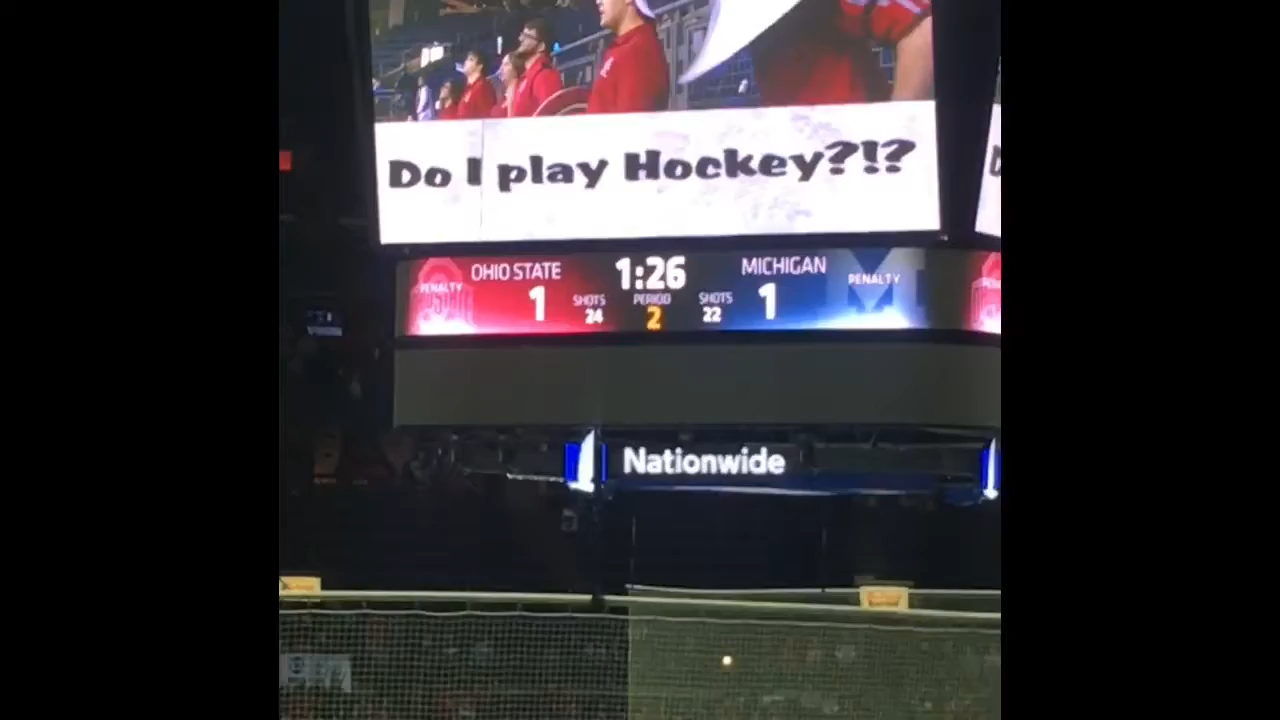 Do I play Hockey?!?
OHIO STATE
1:26
MICHIGAN
PENALTY
PENALTY
1
SHOTS
PERIOD
SHOTS
1
24
2
22
Nationwide